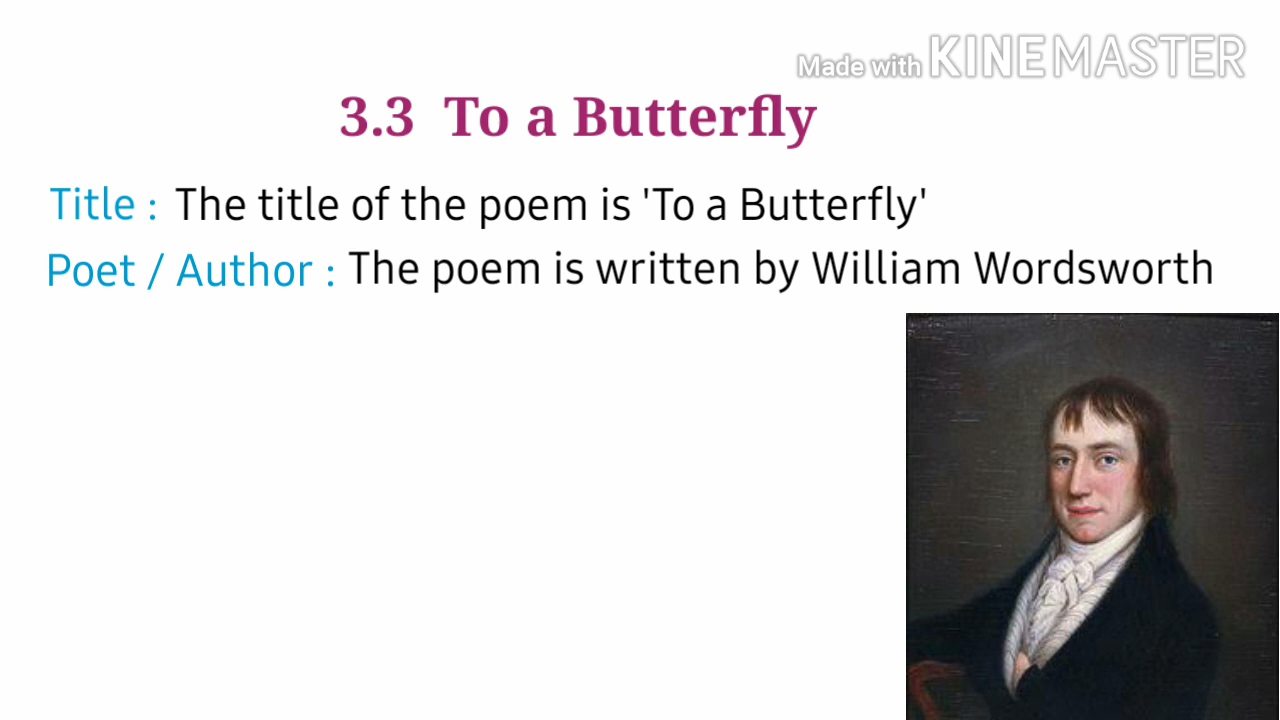 Made with KINEMASTER
3.3 To a Butterfly
Title : The title of the poem is 'To a Butterfly'
Poet / Author : The poem is written by William Wordsworth